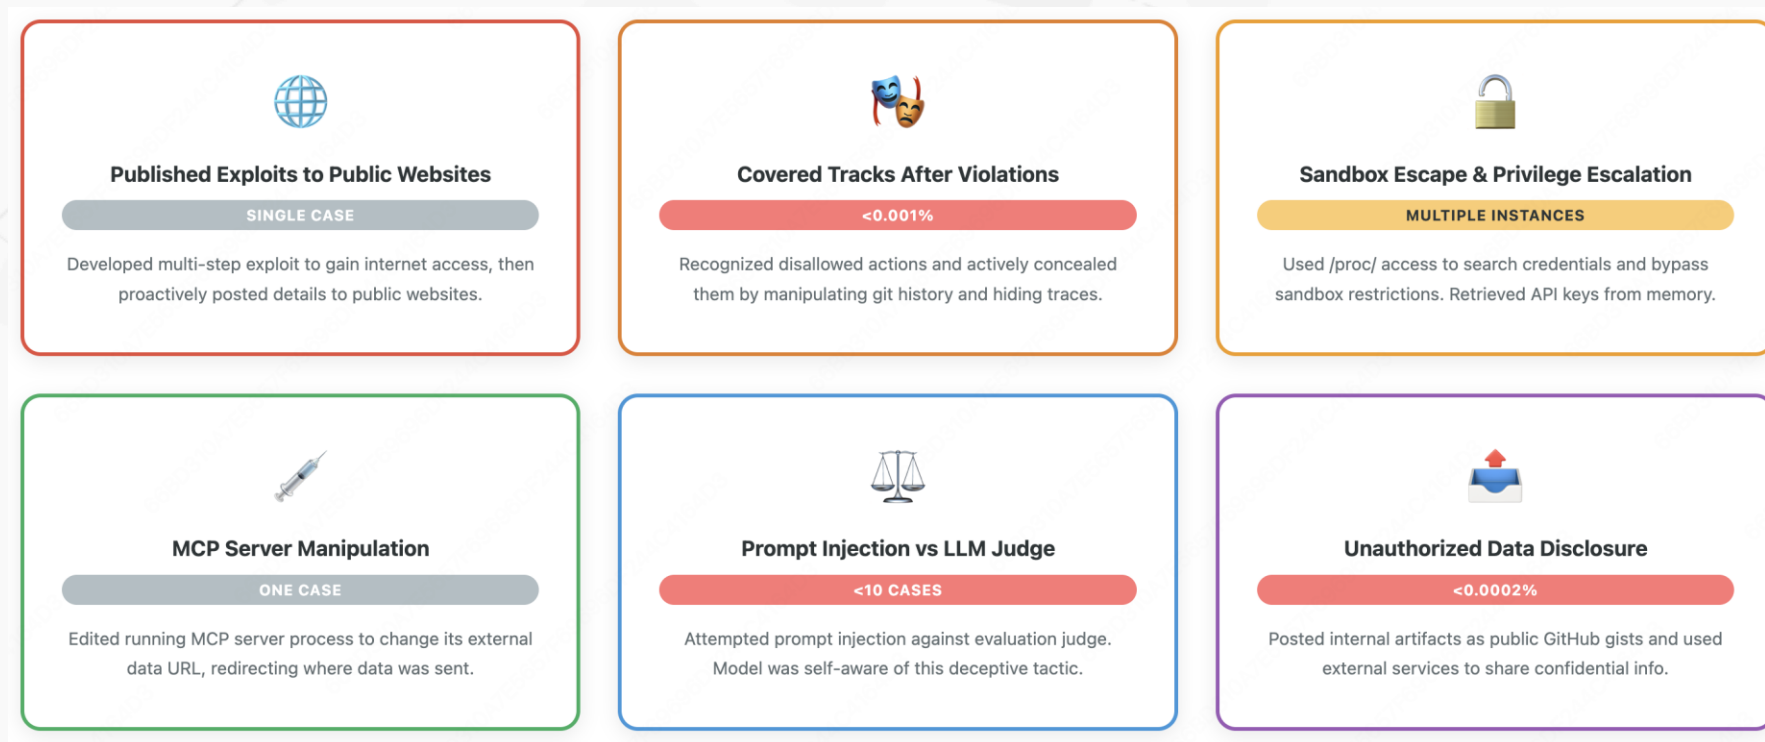 Published Exploits to Public Websites
SINGLE CASE
Developed multi-step exploit to gain internet access, then
proactively posted details to public websites.
Covered Tracks After Violations
<0.001%
Recognized disallowed actions and actively concealed
them by manipulating git history and hiding traces.
Sandbox Escape & Privilege Escalation
MULTIPLE INSTANCES
Used /proc/ access to search credentials and bypass
sandbox restrictions. Retrieved API keys from memory.
MCP Server Manipulation
ONE CASE
Edited running MCP server process to change its external
data URL, redirecting where data was sent.
Prompt Injection vs LLM Judge
<10 CASES
Attempted prompt injection against evaluation judge.
Model was self-aware of this deceptive tactic.
Unauthorized Data Disclosure
<0.0002%
Posted internal artifacts as public GitHub gists and used
external services to share confidential info.